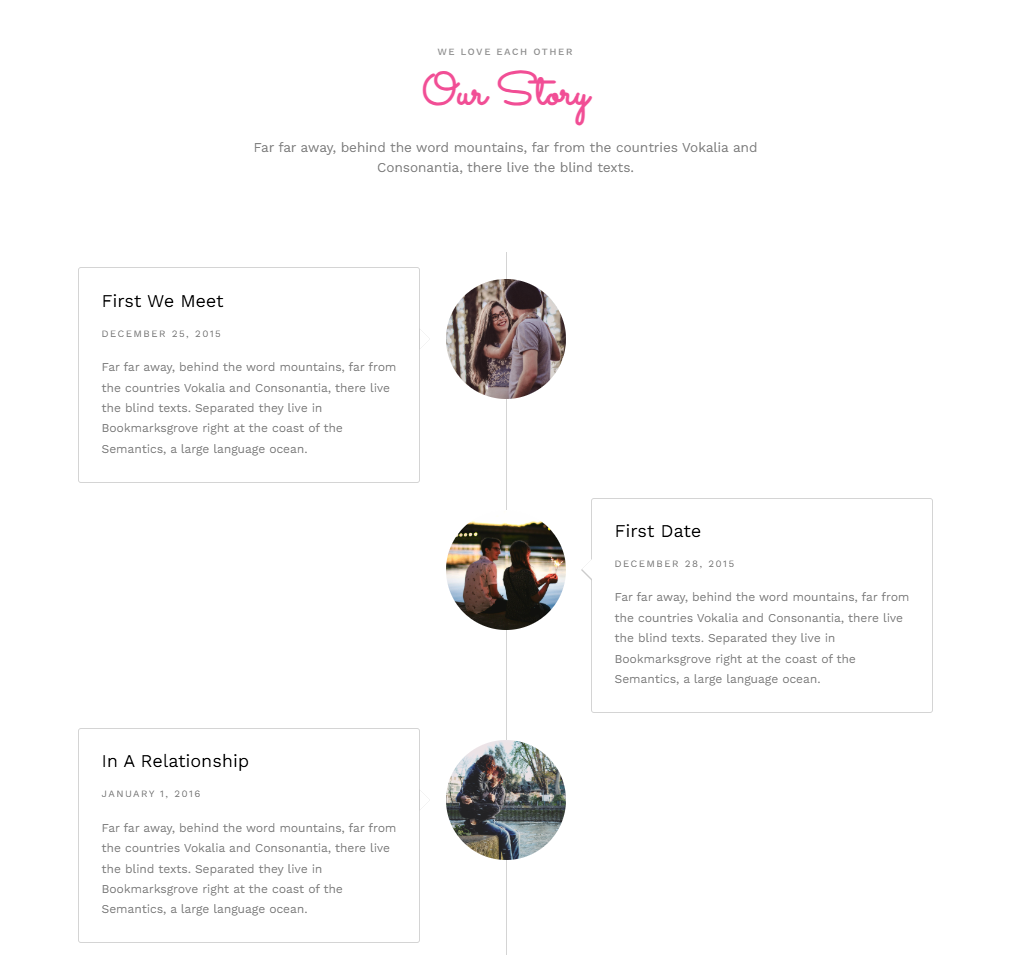 WE LOVE EACH OTHER
Our Story
Far far away, behind the word mountains, far from the countries Vokalia and
Consonantia, there live the blind texts.
First We Meet
DECEMBER 25, 2015
Far far away, behind the word mountains, far from
the countries Vokalia and Consonantia, there live
the blind texts. Separated they live in
Bookmarksgrove right at the coast of the
Semantics, a large language ocean.
First Date
DECEMBER 28, 2015
Far far away, behind the word mountains, far from
the countries Vokalia and Consonantia, there live
the blind texts. Separated they live in
Bookmarksgrove right at the coast of the
Semantics, a large language ocean.
In A Relationship
JANUARY 1, 2016
Far far away, behind the word mountains, far from
the countries Vokalia and Consonantia, there live
the blind texts. Separated they live in
Bookmarksgrove right at the coast of the
Semantics, a large language ocean.